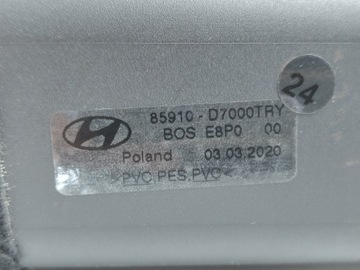 24
85910 - D7000TRY
BOS E8P0 00
Poland 03.03.2020
PVC,PES,PVC